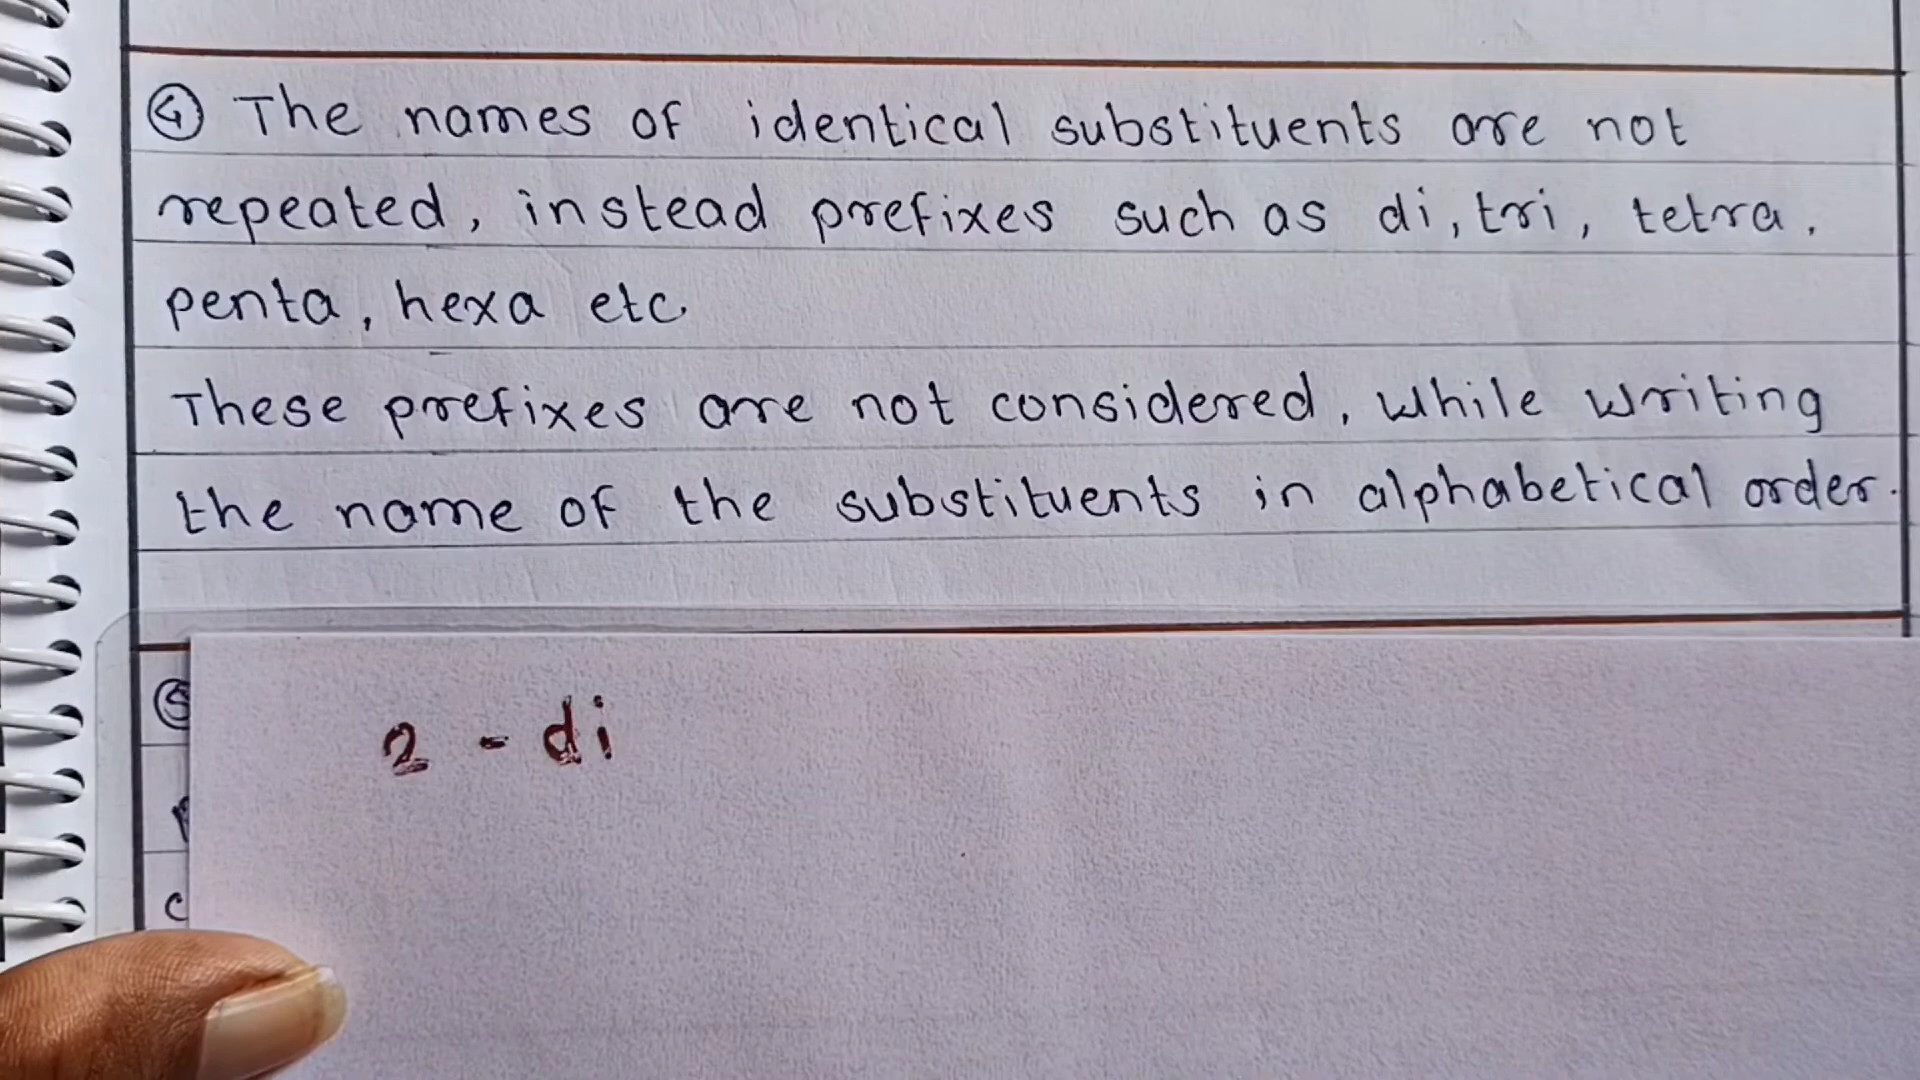 ④ The names of identical substituents are not
repeated, instead prefixes such as di, tri, tetra,
penta, hexa etc.
These prefixes are not considered, while writing
the name of the substituents in alphabetical order.
⑤
2 - di
c